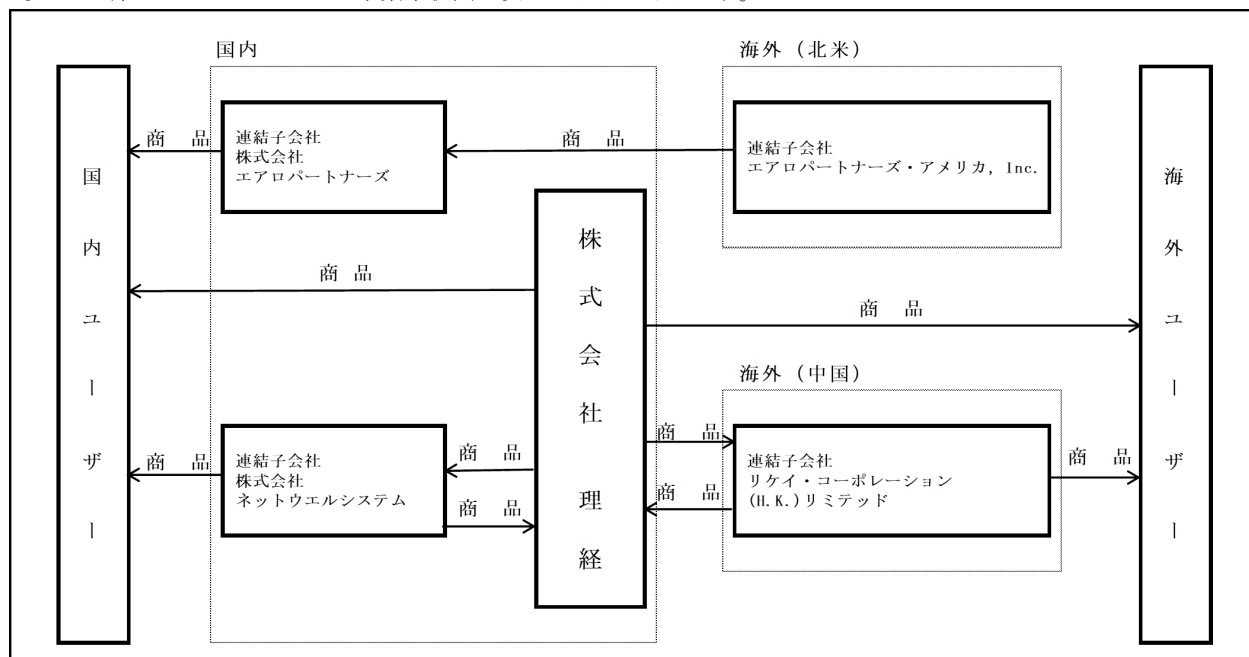 国内
海外（北米）
国内ユーザー
商 品
連結子会社
株式会社
エアロパートナーズ
商 品
連結子会社
エアロパートナーズ・アメリカ, Inc.
海外ユーザー
株式会社 理経
商 品
商 品
海外（中国）
商 品
連結子会社
株式会社
ネットウエルシステム
商 品
商 品
商 品
商 品
連結子会社
リケイ・コーポレーション
(H.K.)リミテッド
商 品